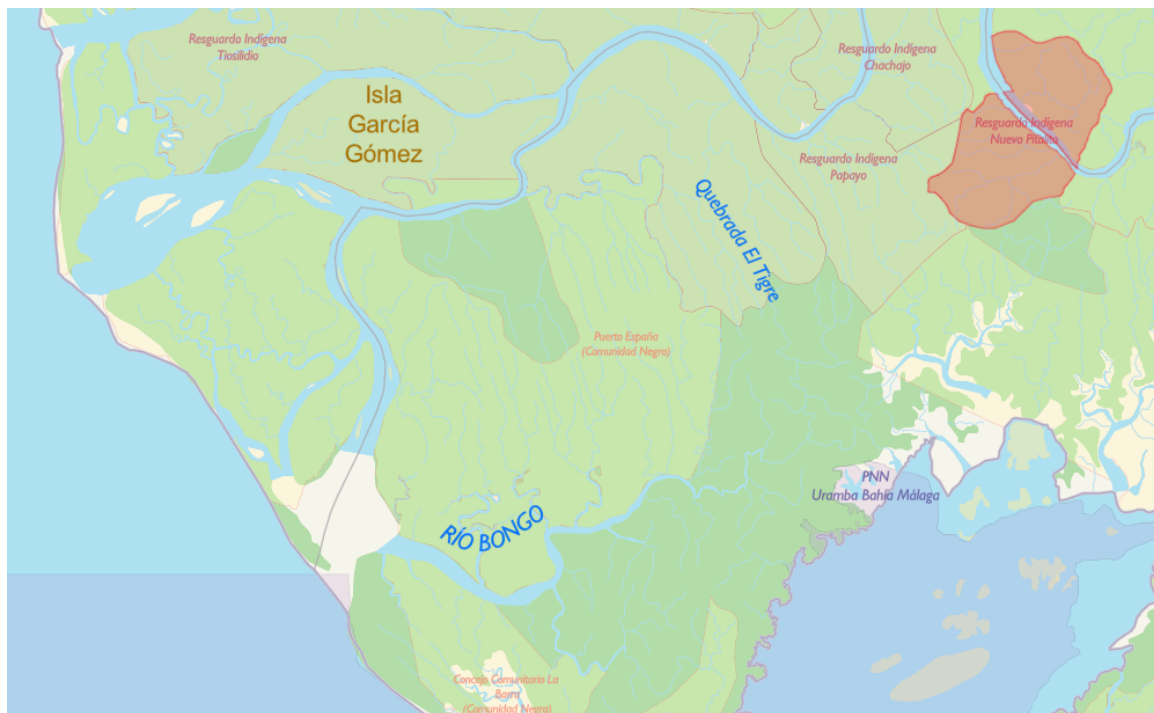 Resguardo Indígena
Tiosilidio
Resguardo Indígena
Chachajo
Isla
García
Gómez
Resguardo Indígena
Nuevo Pitalito
Resguardo Indígena
Papayo
Quebrada El Tigre
Puerto España
(Comunidad Negra)
PNN
Uramba Bahía Málaga
RÍO BONGO
Concejo Comunitario La
Barra
(Comunidad Negra)